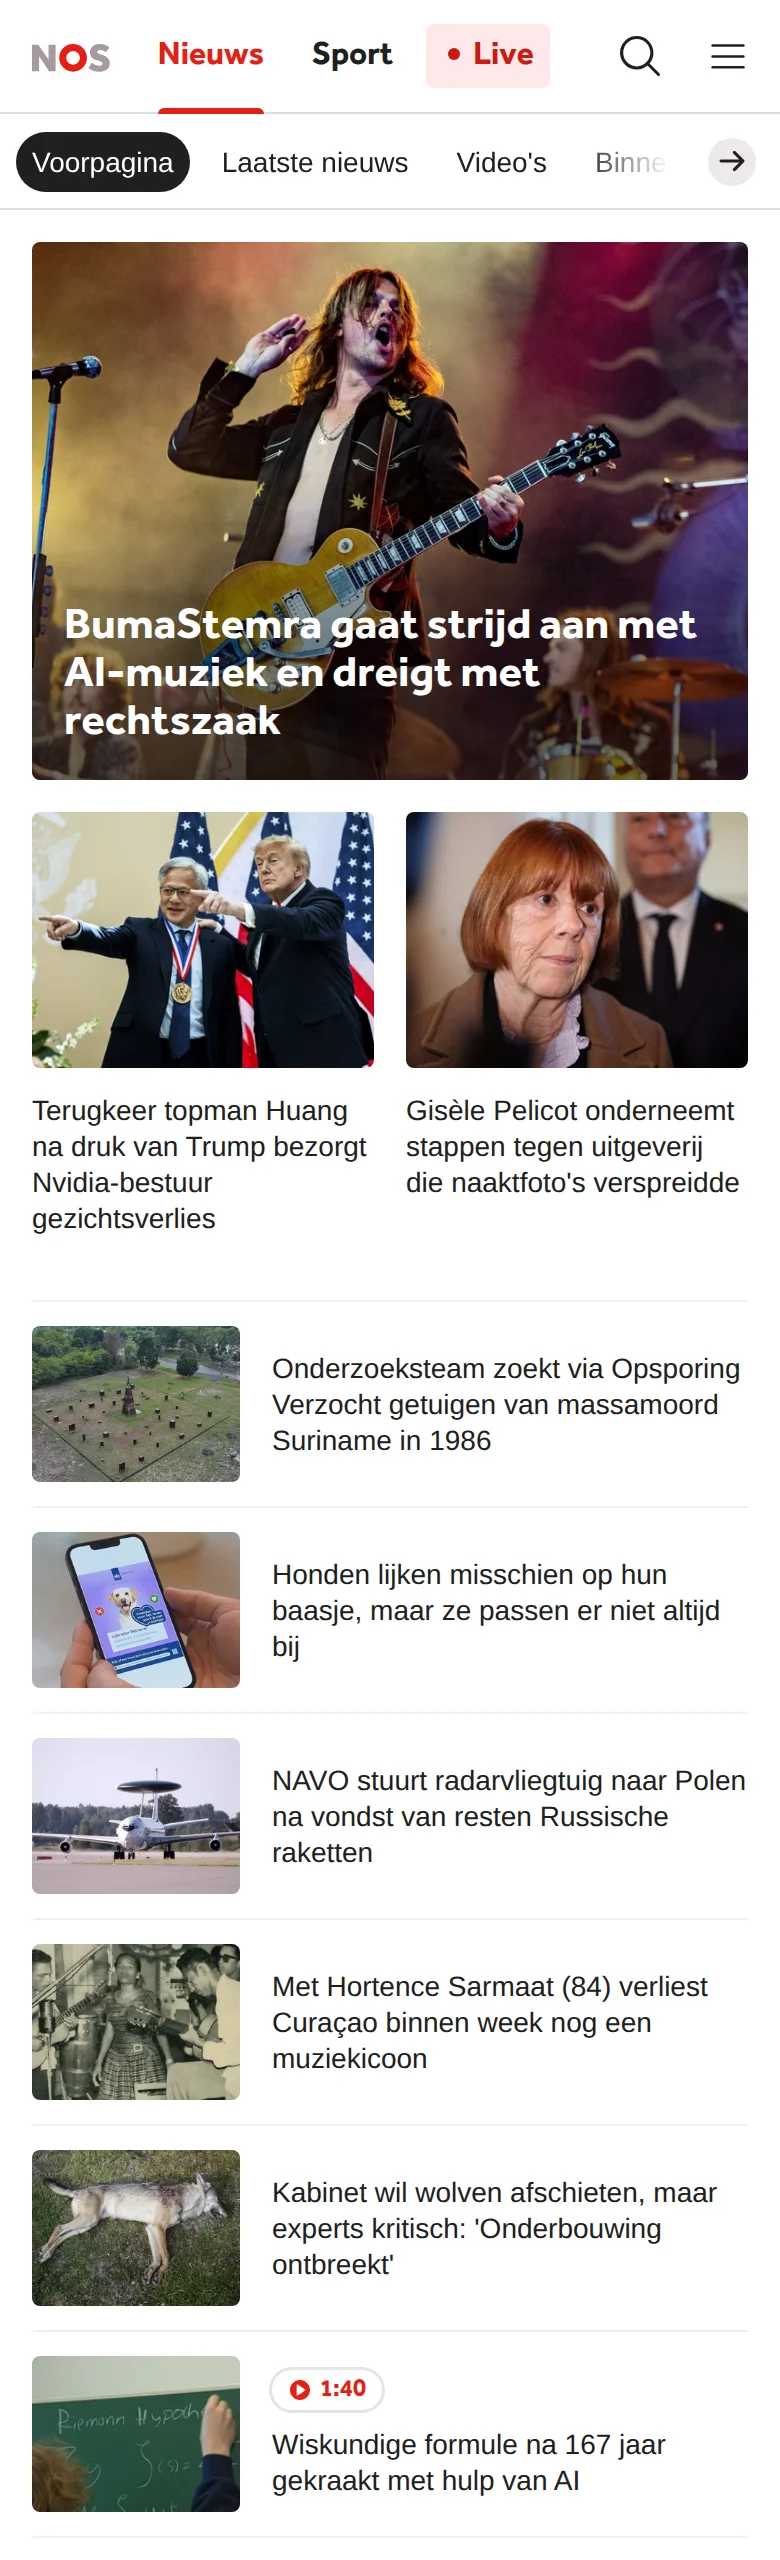 NOS Nieuws Sport Live
Voorpagina Laatste nieuws Video's Binne
BumaStemra gaat strijd aan met
AI-muziek en dreigt met
rechtszaak
Terugkeer topman Huang
na druk van Trump bezorgt
Nvidia-bestuur
gezichtsverlies
Gisèle Pelicot onderneemt
stappen tegen uitgeverij
die naaktfoto's verspreidde
Onderzoeksteam zoekt via Opsporing
Verzocht getuigen van massamoord
Suriname in 1986
Honden lijken misschien op hun
baasje, maar ze passen er niet altijd
bij
NAVO stuurt radarvliegtuig naar Polen
na vondst van resten Russische
raketten
Met Hortence Sarmaat (84) verliest
Curaçao binnen week nog een
muziekicoon
Kabinet wil wolven afschieten, maar
experts kritisch: 'Onderbouwing
ontbreekt'
Riemann Hypothe
ζ(s)=
1:40
Wiskundige formule na 167 jaar
gekraakt met hulp van AI